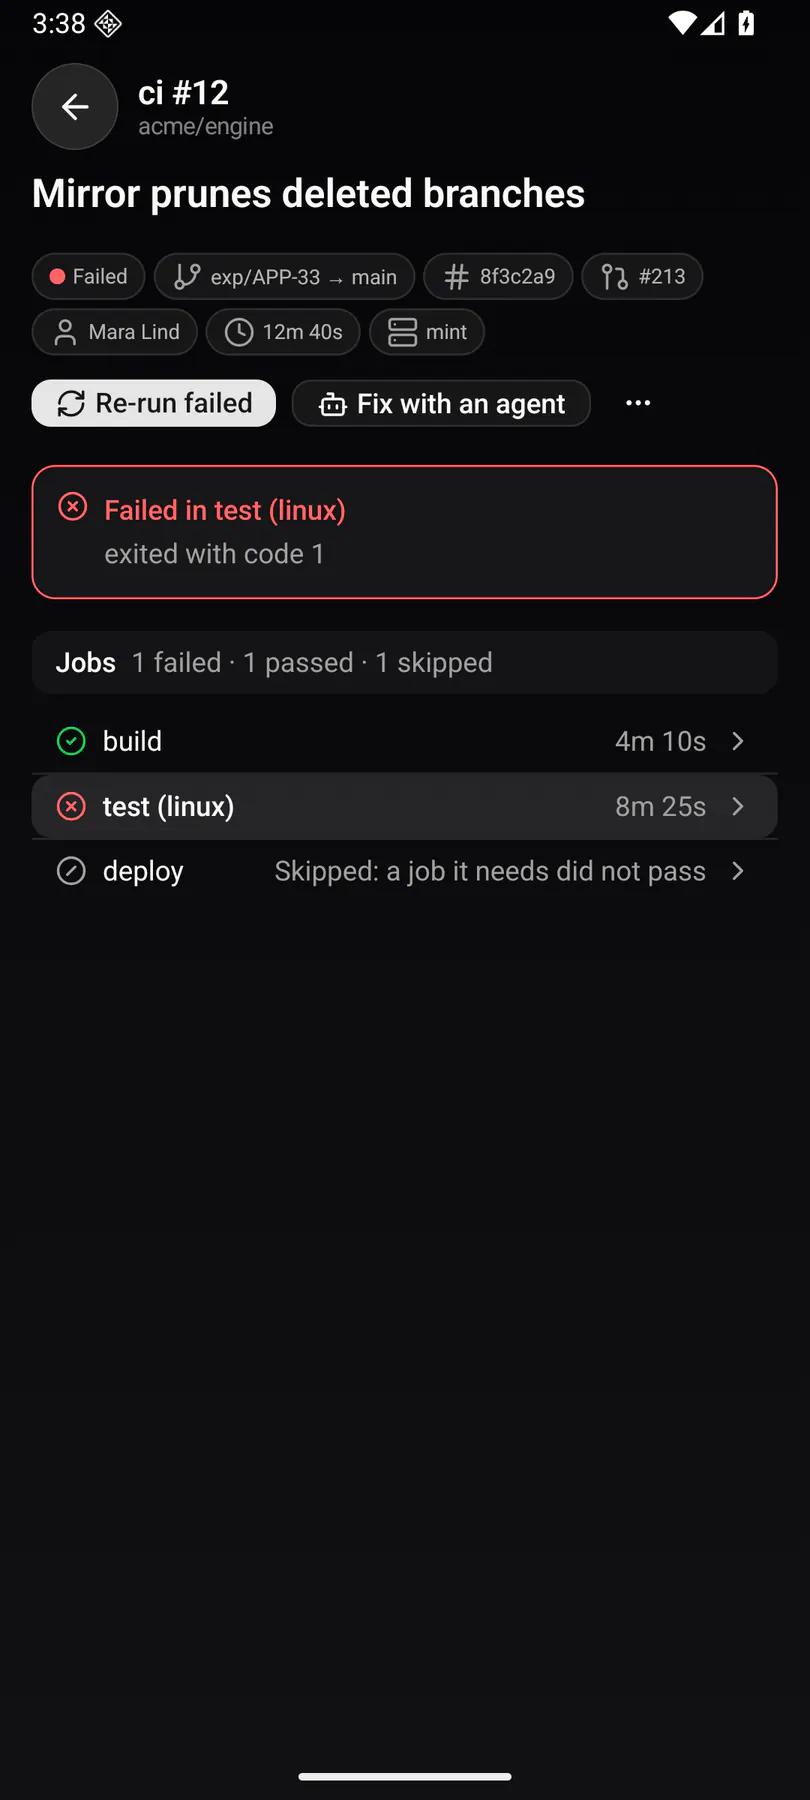 3:38
ci #12
acme/engine
Mirror prunes deleted branches
Failed
exp/APP-33 → main
8f3c2a9
#213
Mara Lind
12m 40s
mint
Re-run failed
Fix with an agent
Failed in test (linux)
exited with code 1
Jobs 1 failed · 1 passed · 1 skipped
build 4m 10s
test (linux) 8m 25s
deploy Skipped: a job it needs did not pass